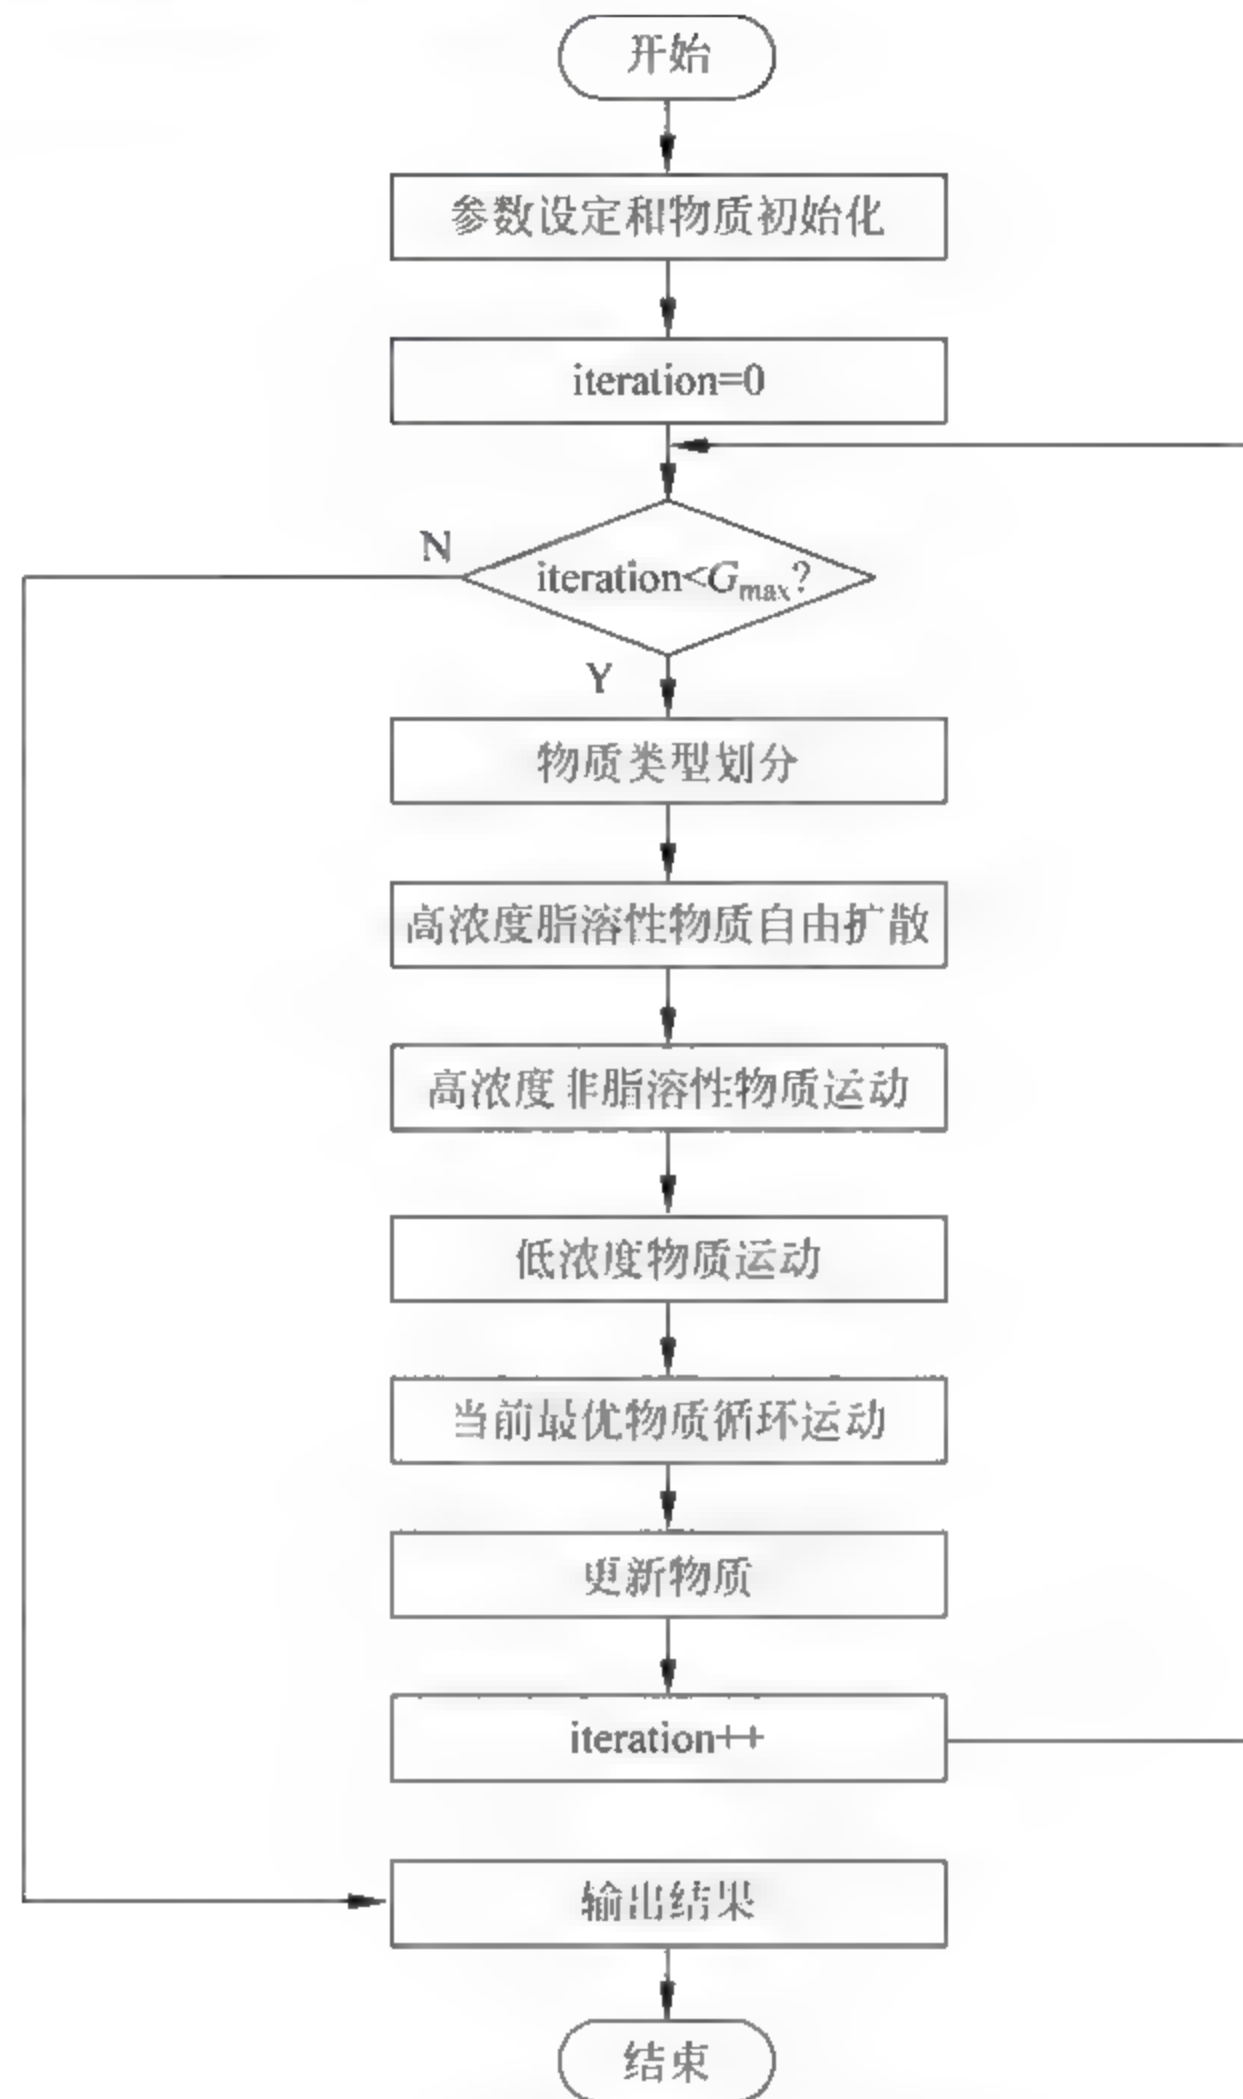 开始
参数设定和物质初始化
iteration=0
N
iteration<Gmax?
Y
物质类型划分
高浓度脂溶性物质自由扩散
高浓度非脂溶性物质运动
低浓度物质运动
当前最优物质循环运动
更新物质
iteration++
输出结果
结束